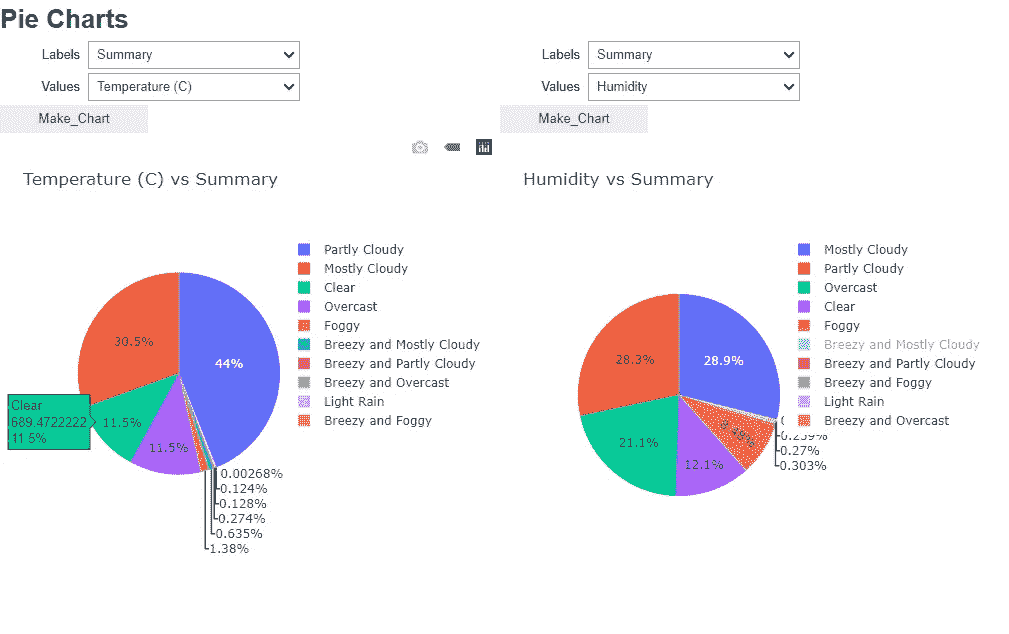 Pie Charts
Labels Summary
Values Temperature (C)
Make_Chart
Labels Summary
Values Humidity
Make_Chart
Temperature (C) vs Summary
Partly Cloudy
Mostly Cloudy
Clear
Overcast
Foggy
Breezy and Mostly Cloudy
Breezy and Partly Cloudy
Breezy and Overcast
Light Rain
Breezy and Foggy
30.5%
44%
Clear
689.4722222
11.5%
11.5%
11.5%
0.00268%
0.124%
0.128%
0.274%
0.635%
1.38%
Humidity vs Summary
Mostly Cloudy
Partly Cloudy
Overcast
Clear
Foggy
Breezy and Mostly Cloudy
Breezy and Partly Cloudy
Breezy and Foggy
Light Rain
Breezy and Overcast
28.3%
28.9%
21.1%
12.1%
0.259%
0.27%
0.303%